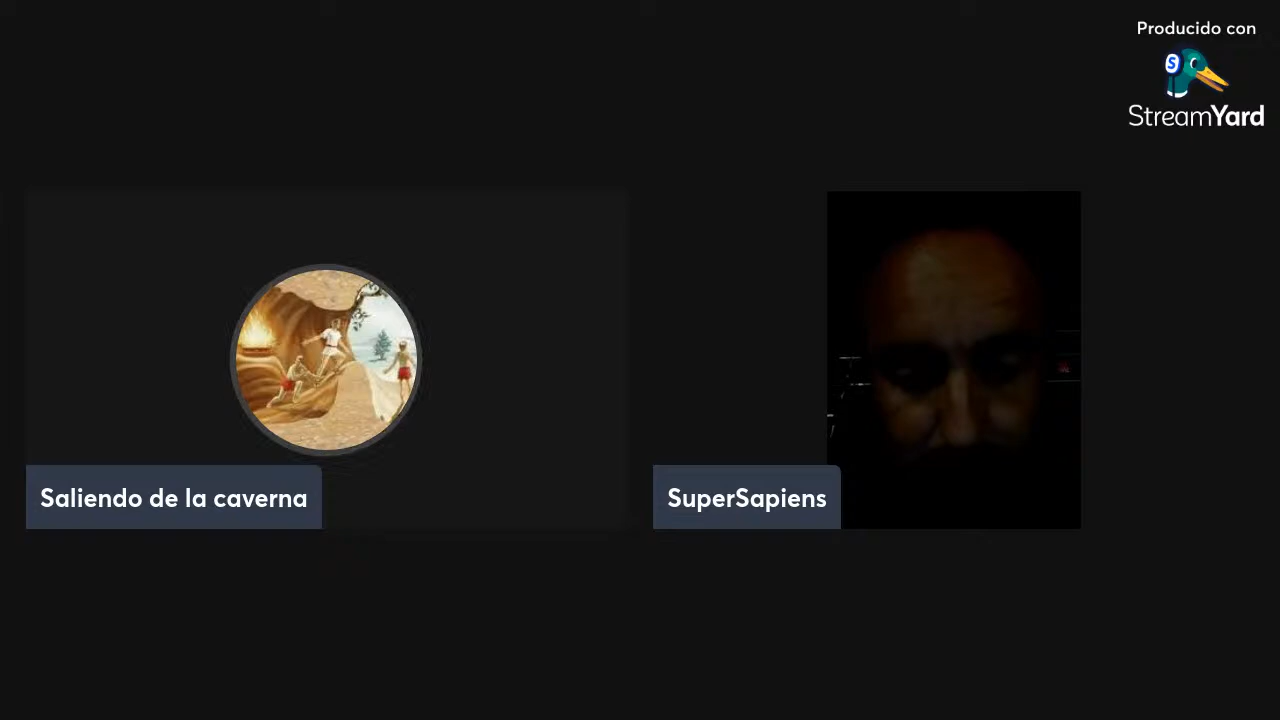 Producido con
S
StreamYard
Saliendo de la caverna
SuperSapiens